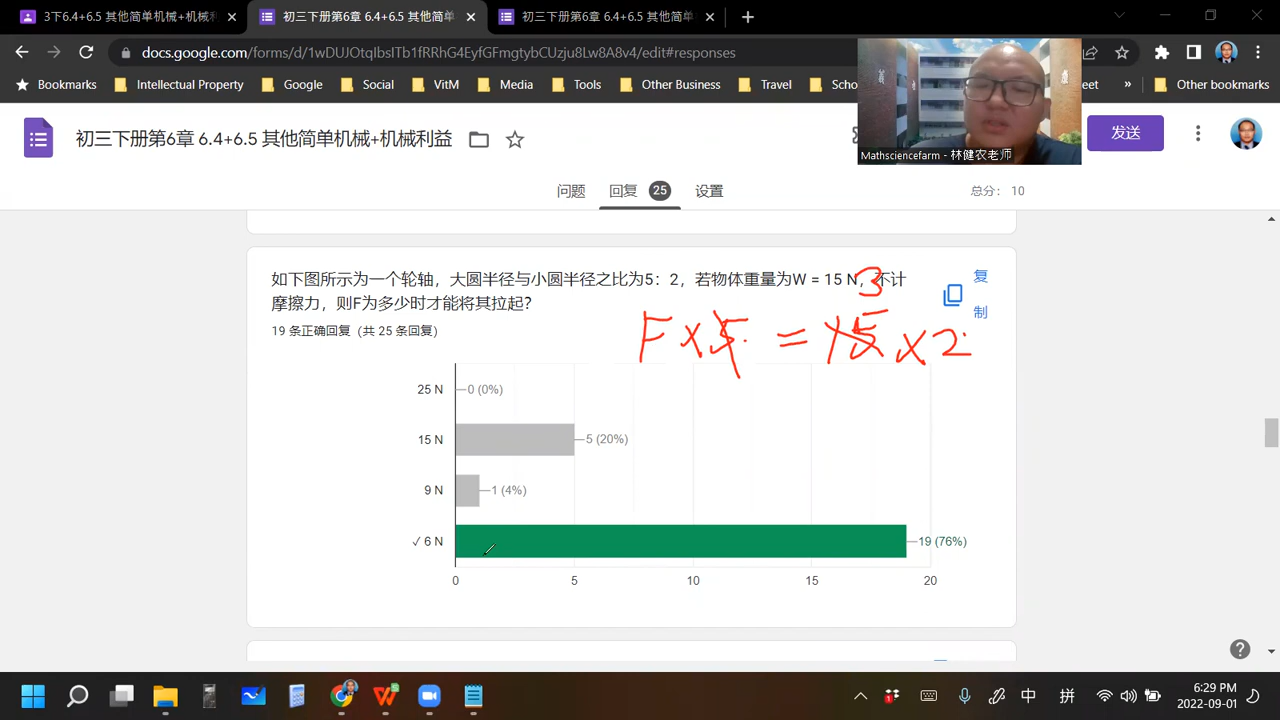 3下6.4+6.5 其他简单机械+机械利
初三下册第6章 6.4+6.5 其他简单
初三下册第6章 6.4+6.5 其他简单
Bookmarks
Intellectual Prop
Google
Social
VitM
Media
Tools
Other Business
Travel
Other bookmarks
Mathsciencefarm - 林健农老师
初三下册第6章 6.4+6.5 其他简单机械+机械利益
发送
问题 回复 25 设置
总分: 10
如下图所示为一个轮轴，大圆半径与小圆半径之比为5：2，若物体重量为W = 15 N，不计
摩擦力，则F为多少时才能将其拉起?
复
制
19 条正确回复（共 25 条回复）
3
F × 5 = 15 × 2
25 N 0 (0%)
15 N 5 (20%)
9 N 1 (4%)
✓ 6 N 19 (76%)
0 5 10 15 20
中 拼
6:29 PM
2022-09-01